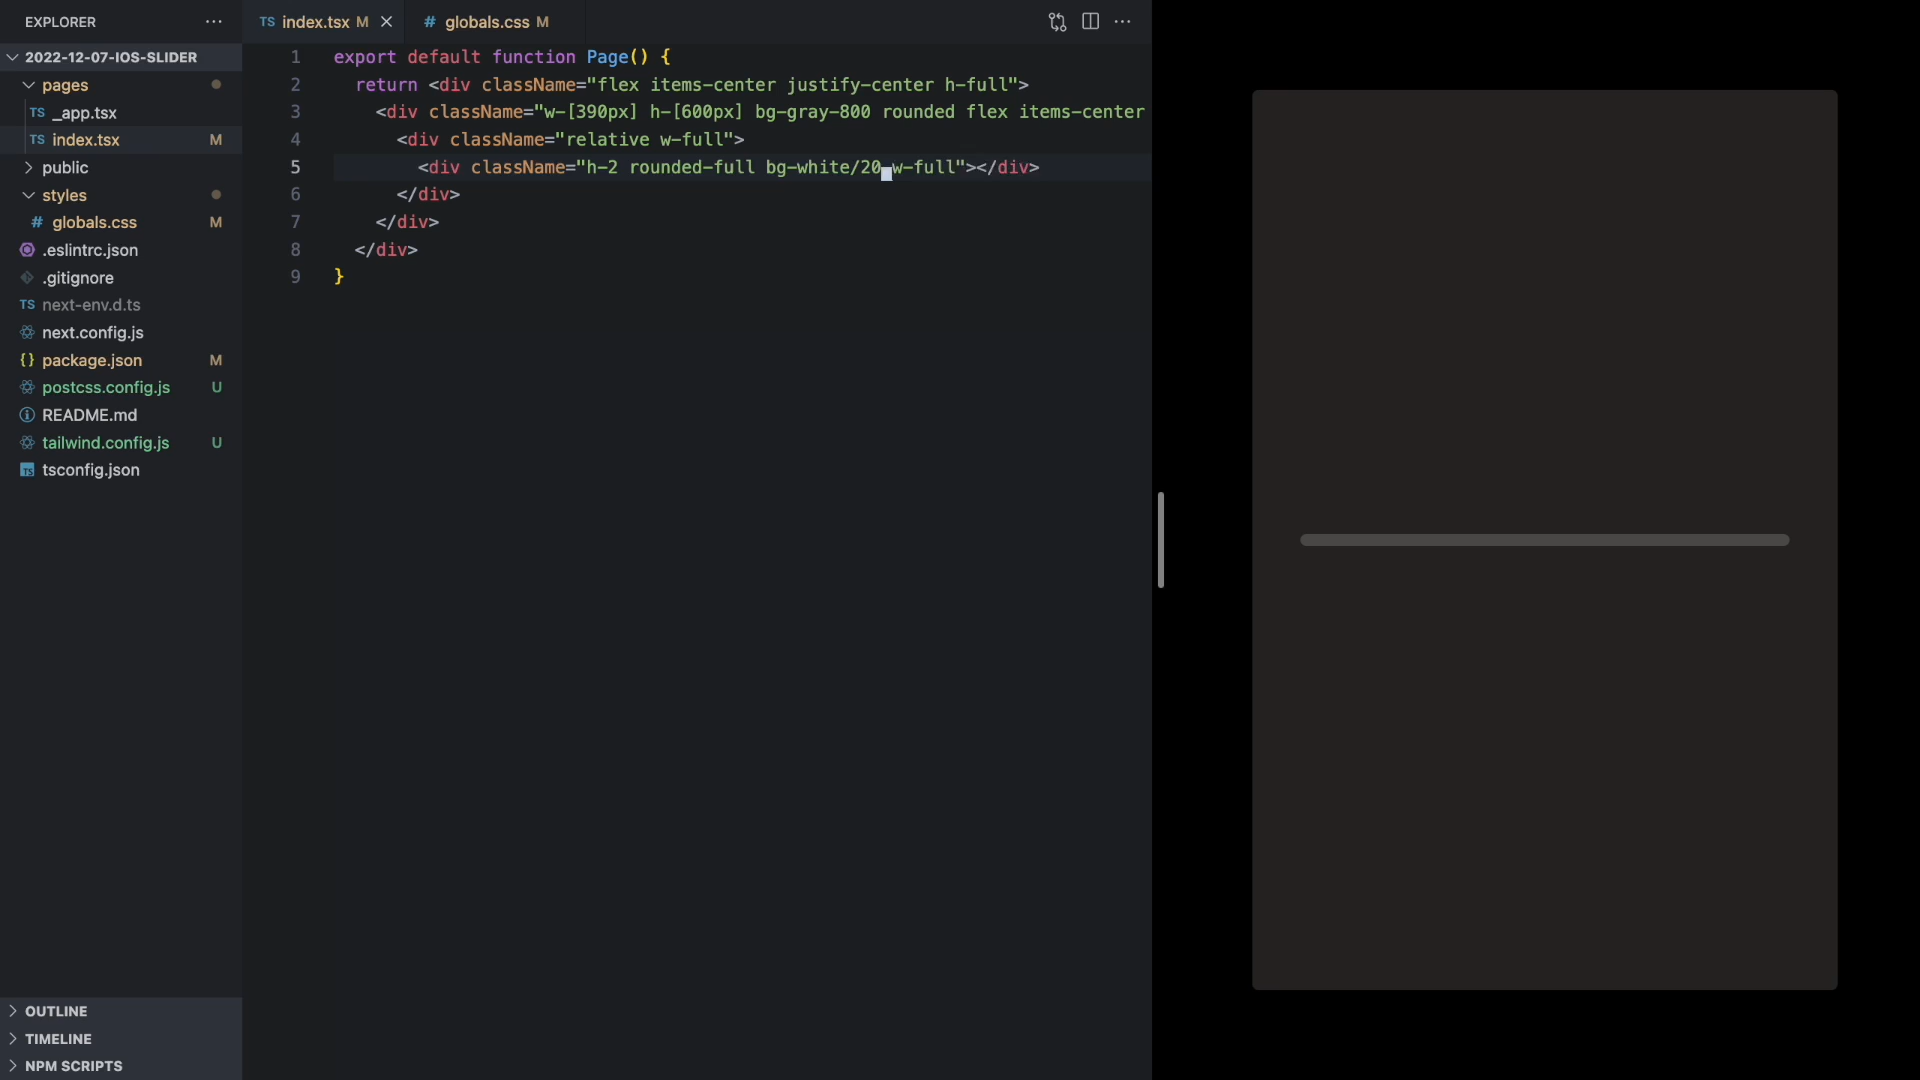 EXPLORER
2022-12-07-IOS-SLIDER
pages
TS _app.tsx
TS index.tsx M
public
styles
# globals.css M
.eslintrc.json
.gitignore
TS next-env.d.ts
next.config.js
{} package.json M
postcss.config.js U
README.md
tailwind.config.js U
TS tsconfig.json
OUTLINE
TIMELINE
NPM SCRIPTS
TS index.tsx M
# globals.css M
1 export default function Page() {
2 return <div className="flex items-center justify-center h-full">
3 <div className="w-[390px] h-[600px] bg-gray-800 rounded flex items-center
4 <div className="relative w-full">
5 <div className="h-2 rounded-full bg-white/20 w-full"></div>
6 </div>
7 </div>
8 </div>
9 }